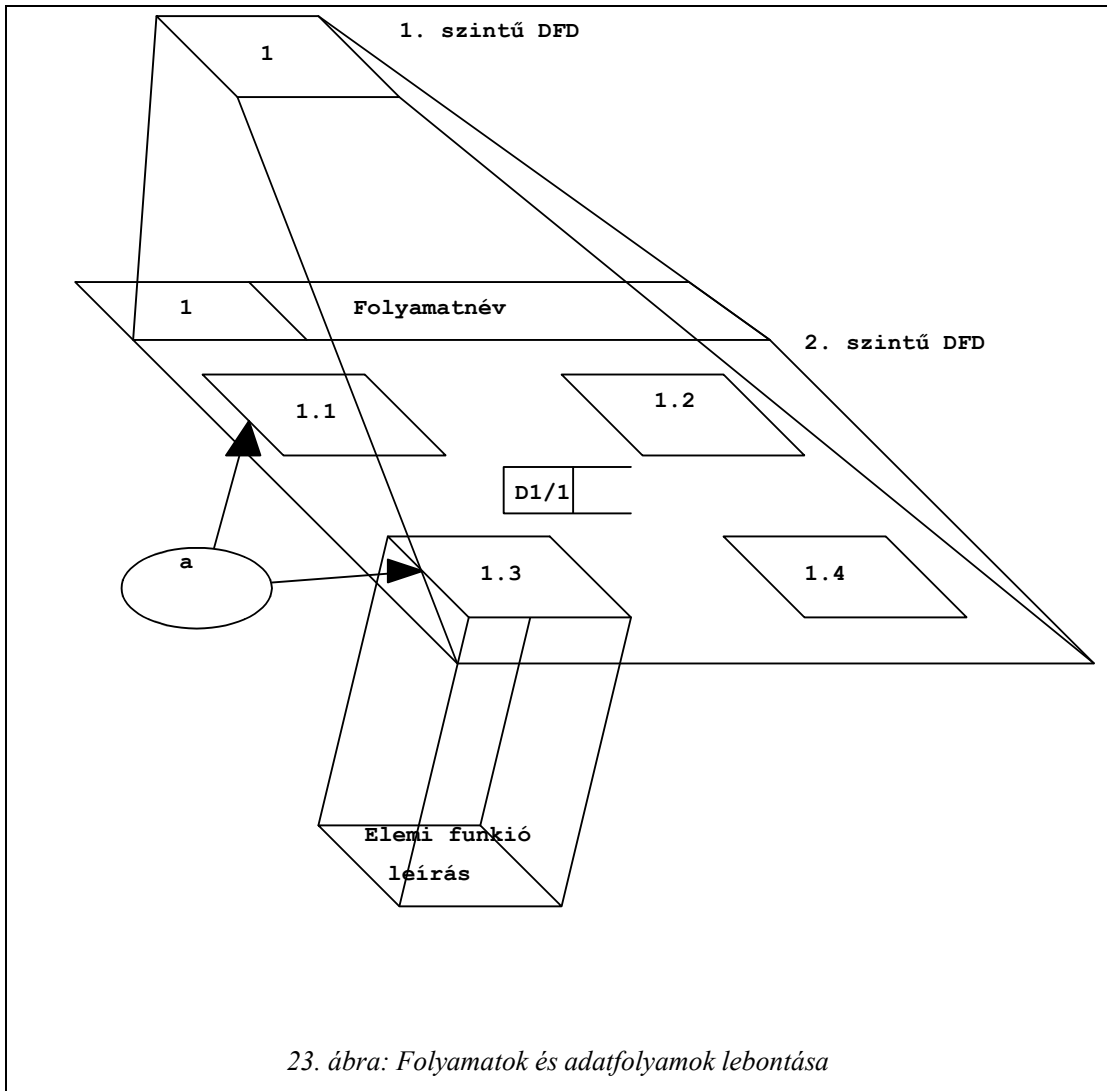 1. szintű DFD
1
1
Folyamatnév
2. szintű DFD
1.1
1.2
D1/1
a
1.3
1.4
Elemi funkió
leírás
23. ábra: Folyamatok és adatfolyamok lebontása